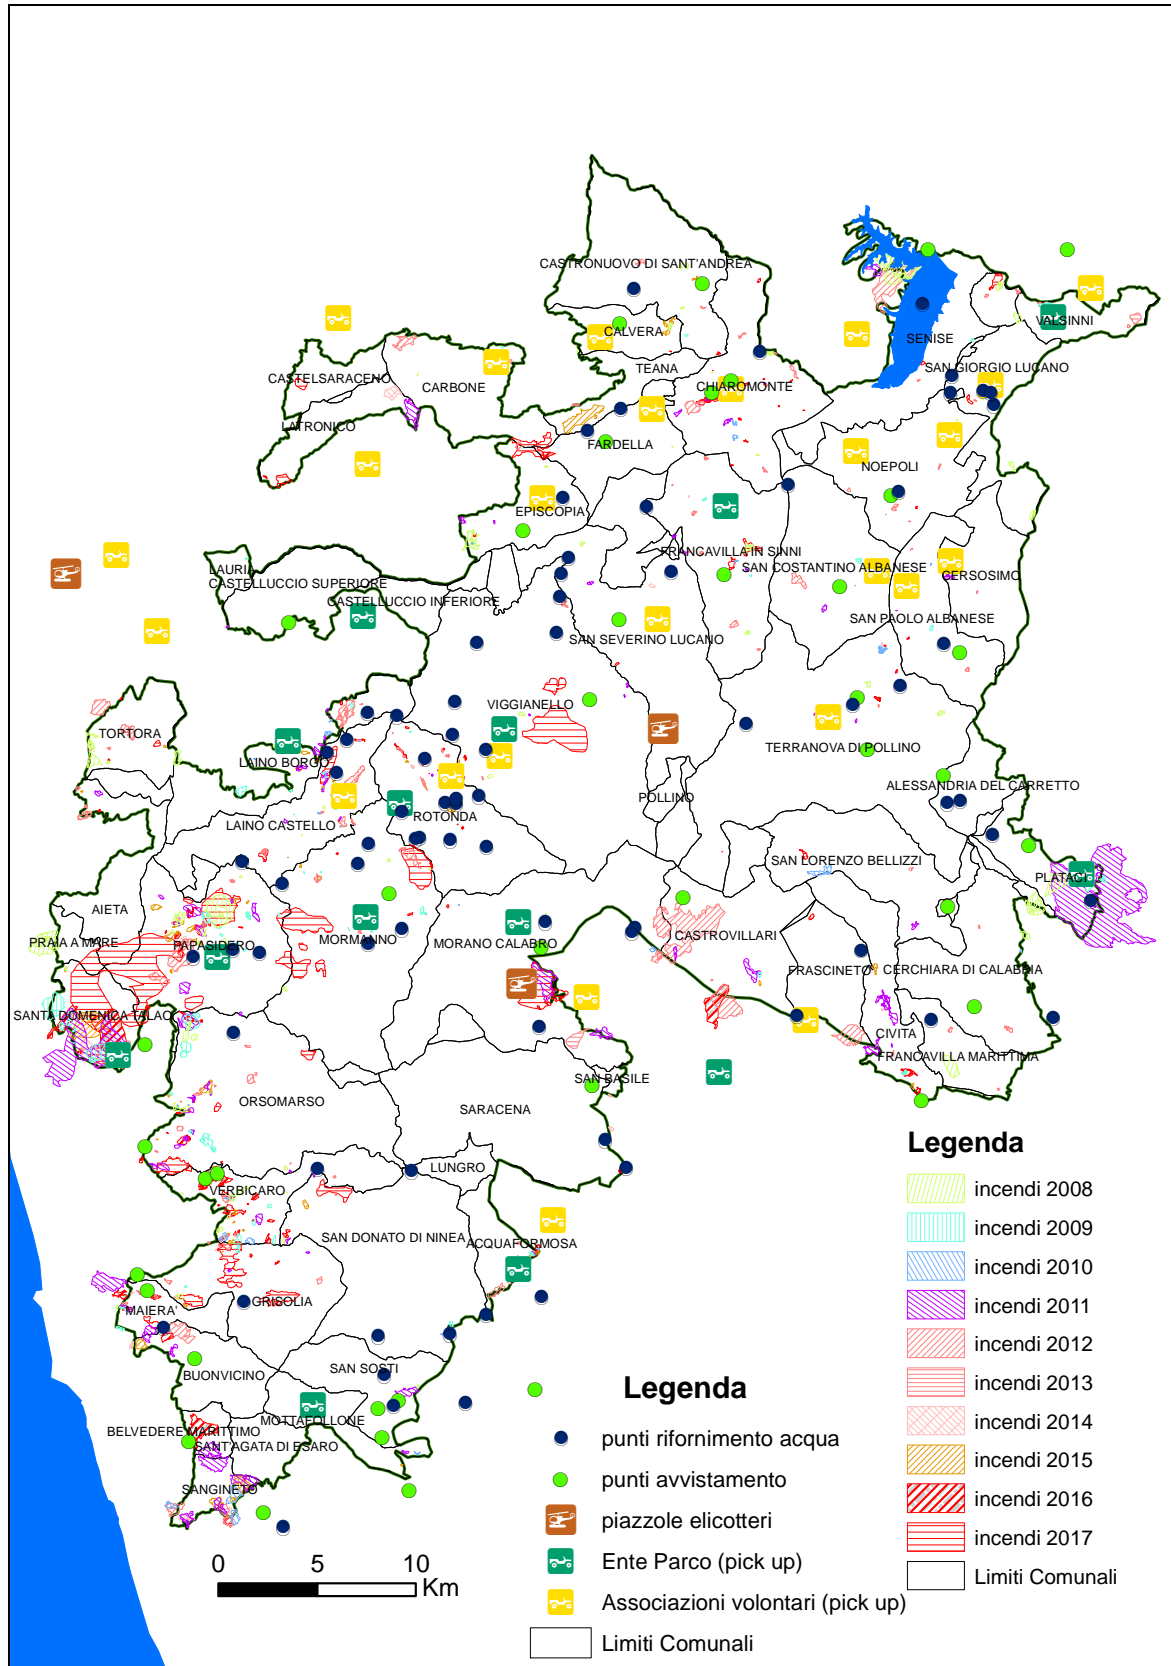 CASTRONUOVO DI SANT'ANDREA
CALVERA
VALSINNI
SENISE
TEANA
SAN GIORGIO LUCANO
CASTELSARACENO
CARBONE
CHIAROMONTE
LATRONICO
FARDELLA
NOEPOLI
EPISCOPIA
FRANCAVILLA IN SINNI
LAURIA
SAN COSTANTINO ALBANESE
CERSOSIMO
CASTELLUCCIO SUPERIORE
CASTELLUCCIO INFERIORE
SAN PAOLO ALBANESE
SAN SEVERINO LUCANO
VIGGIANELLO
TORTORA
TERRANOVA DI POLLINO
LAINO BORGO
ALESSANDRIA DEL CARRETTO
POLLINO
ROTONDA
LAINO CASTELLO
SAN LORENZO BELLIZZI
PLATACI
AIETA
CASTROVILLARI
PRAIA A MARE
PAPASIDERO
MORMANNO
MORANO CALABRO
FRASCINETO
CERCHIARA DI CALABRIA
SANTA DOMENICA TALAO
CIVITA
FRANCAVILLA MARITTIMA
SAN BASILE
ORSOMARSO
SARACENA
LUNGRO
VERBICARO
SAN DONATO DI NINEA
ACQUAFORMOSA
GRISOLIA
MAIERA'
SAN SOSTI
BUONVICINO
MOTTAFOLLONE
BELVEDERE MARITTIMO
SANT'AGATA DI ESARO
SANGINETO
0 5 10
Km
Legenda
punti rifornimento acqua
punti avvistamento
piazzole elicotteri
Ente Parco (pick up)
Associazioni volontari (pick up)
Limiti Comunali
Legenda
incendi 2008
incendi 2009
incendi 2010
incendi 2011
incendi 2012
incendi 2013
incendi 2014
incendi 2015
incendi 2016
incendi 2017
Limiti Comunali